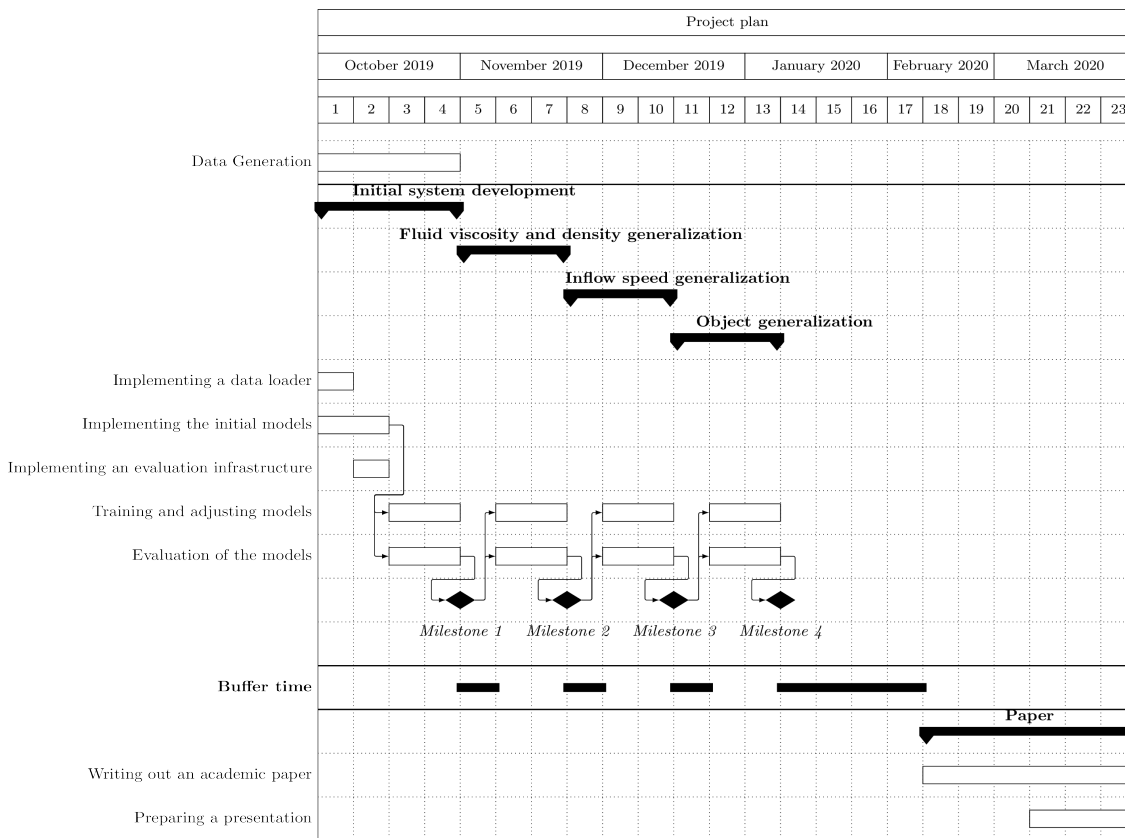 Project plan
October 2019 November 2019 December 2019 January 2020 February 2020 March 2020
1 2 3 4 5 6 7 8 9 10 11 12 13 14 15 16 17 18 19 20 21 22 23
Data Generation
Initial system development
Fluid viscosity and density generalization
Inflow speed generalization
Object generalization
Implementing a data loader
Implementing the initial models
Implementing an evaluation infrastructure
Training and adjusting models
Evaluation of the models
Milestone 1 Milestone 2 Milestone 3 Milestone 4
Buffer time
Paper
Writing out an academic paper
Preparing a presentation